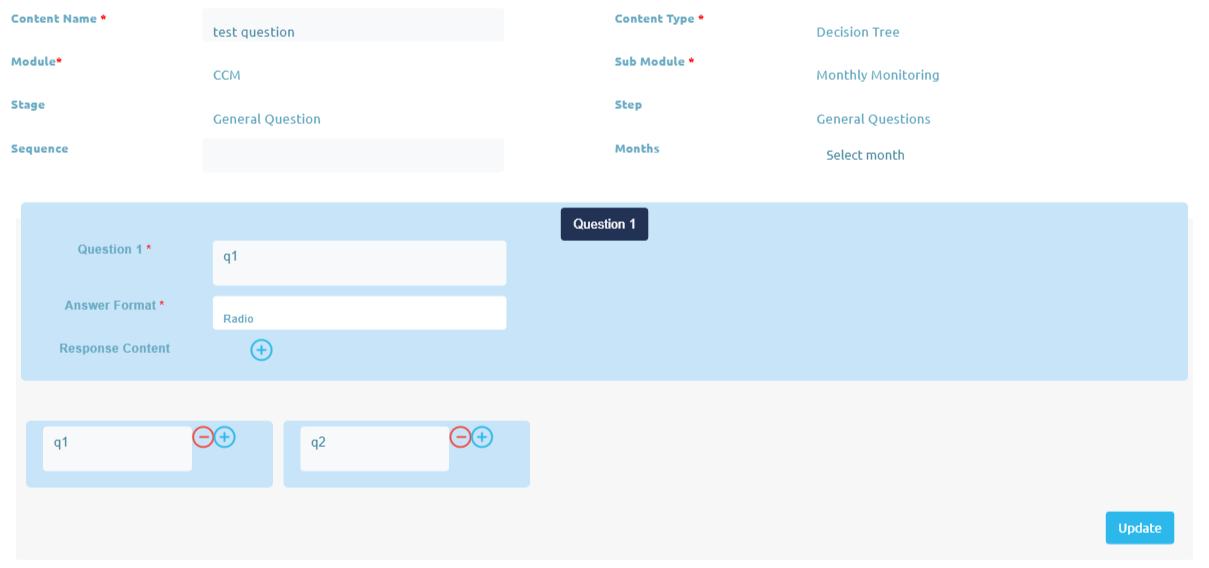 Content Name *
test question
Content Type *
Decision Tree
Module*
CCM
Sub Module *
Monthly Monitoring
Stage
General Question
Step
General Questions
Sequence
Months
Select month
Question 1
Question 1 *
q1
Answer Format *
Radio
Response Content
q1
q2
Update